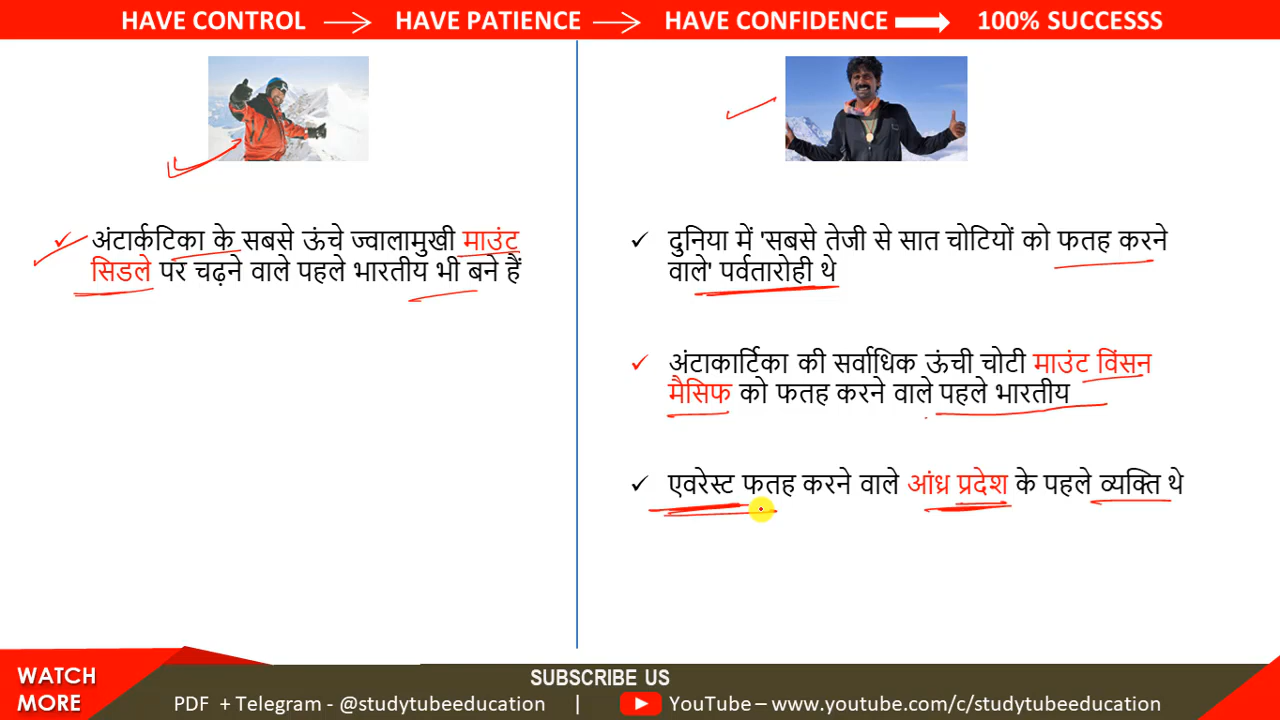 HAVE CONTROL → HAVE PATIENCE → HAVE CONFIDENCE → 100% SUCCESSS
अंटार्कटिका के सबसे ऊंचे ज्वालामुखी माउंट
सिडले पर चढ़ने वाले पहले भारतीय भी बने हैं
दुनिया में 'सबसे तेजी से सात चोटियों को फतह करने
वाले' पर्वतारोही थे
अंटाकार्टिका की सर्वाधिक ऊंची चोटी माउंट विंसन
मैसिफ को फतह करने वाले पहले भारतीय
एवरेस्ट फतह करने वाले आंध्र प्रदेश के पहले व्यक्ति थे
WATCH
MORE
SUBSCRIBE US
PDF + Telegram - @studytubeeducation | YouTube – www.youtube.com/c/studytubeeducation